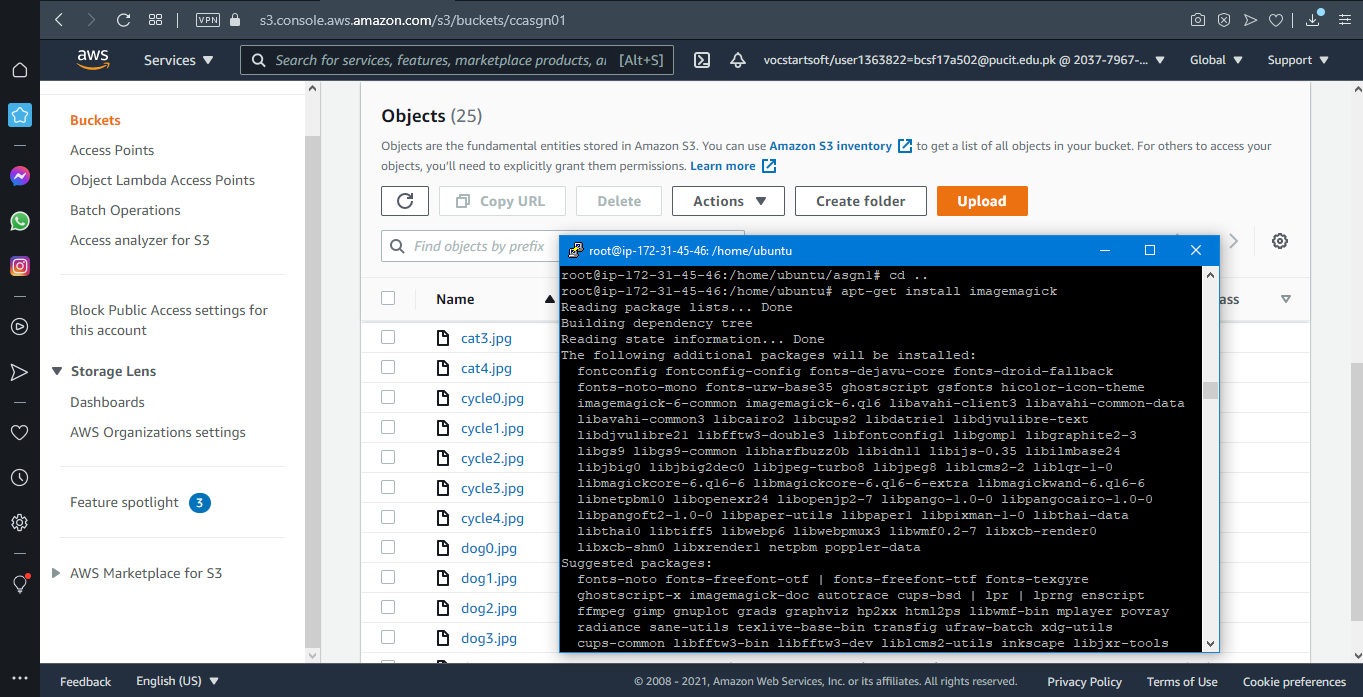 VPN
s3.console.aws.amazon.com/s3/buckets/ccasgn01
aws
Services ▼
Search for services, features, marketplace products, ar [Alt+S]
vocstartsoft/user1363822=bcsf17a502@pucit.edu.pk @ 2037-7967-... ▼
Global ▼
Support ▼
Buckets
Access Points
Object Lambda Access Points
Batch Operations
Access analyzer for S3
Block Public Access settings for
this account
Storage Lens
Dashboards
AWS Organizations settings
Feature spotlight 3
AWS Marketplace for S3
Objects (25)
Objects are the fundamental entities stored in Amazon S3. You can use Amazon S3 inventory to get a list of all objects in your bucket. For others to access your
objects, you'll need to explicitly grant them permissions. Learn more
Copy URL
Delete
Actions ▼
Create folder
Upload
Find objects by prefix
Name ▲
ass
cat3.jpg
cat4.jpg
cycle0.jpg
cycle1.jpg
cycle2.jpg
cycle3.jpg
cycle4.jpg
dog0.jpg
dog1.jpg
dog2.jpg
dog3.jpg
root@ip-172-31-45-46: /home/ubuntu
root@ip-172-31-45-46:/home/ubuntu/asgn1# cd ..
root@ip-172-31-45-46:/home/ubuntu# apt-get install imagemagick
Reading package lists... Done
Building dependency tree
Reading state information... Done
The following additional packages will be installed:
fontconfig fontconfig-config fonts-dejavu-core fonts-droid-fallback
fonts-noto-mono fonts-urw-base35 ghostscript gsfonts hicolor-icon-theme
imagemagick-6-common imagemagick-6.q16 libavahi-client3 libavahi-common-data
libavahi-common3 libcairo2 libcups2 libdatrie1 libdjvulibre-text
libdjvulibre21 libfftw3-double3 libfontconfig1 libgomp1 libgraphite2-3
libgs9 libgs9-common libharfbuzz0b libidn11 libijs-0.35 libilmbase24
libjbig0 libjbig2dec0 libjpeg-turbo8 libjpeg8 liblcms2-2 liblqr-1-0
libmagickcore-6.q16-6 libmagickcore-6.q16-6-extra libmagickwand-6.q16-6
libnetpbm10 libopenexr24 libopenjp2-7 libpango-1.0-0 libpangocairo-1.0-0
libpangoft2-1.0-0 libpaper-utils libpaper1 libpixman-1-0 libthai-data
libthai0 libtiff5 libwebp6 libwebpmux3 libwmf0.2-7 libxcb-render0
libxcb-shm0 libxrender1 netpbm poppler-data
Suggested packages:
fonts-noto fonts-freefont-otf | fonts-freefont-ttf fonts-texgyre
ghostscript-x imagemagick-doc autotrace cups-bsd | lpr | lprng enscript
ffmpeg gimp gnuplot grads graphviz hp2xx html2ps libwmf-bin mplayer povray
radiance sane-utils texlive-base-bin transfig ufraw-batch xdg-utils
cups-common libfftw3-bin libfftw3-dev liblcms2-utils inkscape libjxr-tools
Feedback
English (US) ▼
© 2008 - 2021, Amazon Web Services, Inc. or its affiliates. All rights reserved.
Privacy Policy
Terms of Use
Cookie preferences